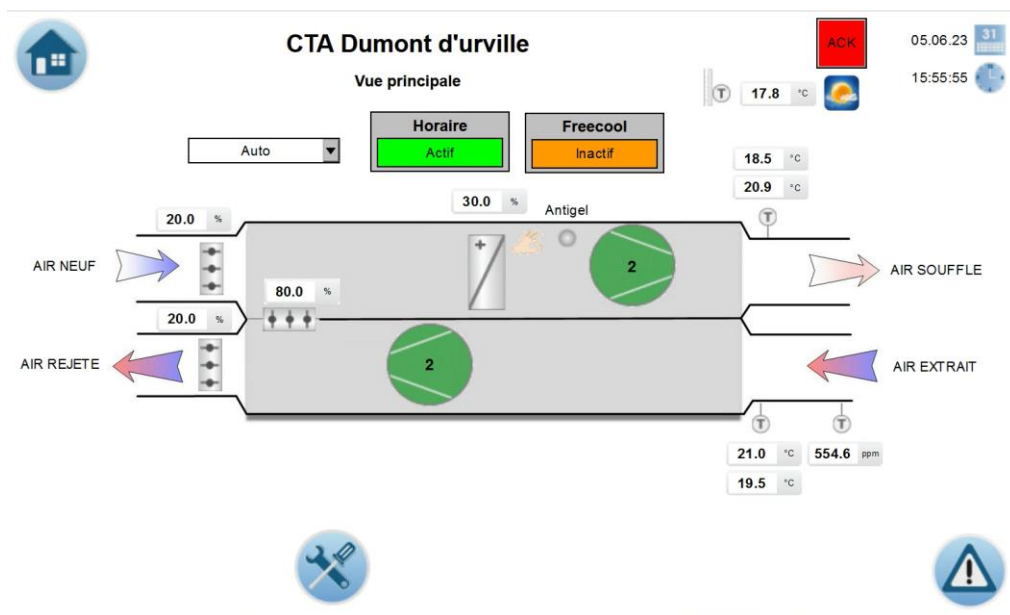 CTA Dumont d'urville
ACK
05.06.23
31
Vue principale
15:55:55
T
17.8 °C
Auto
Horaire
Actif
Freecool
Inactif
18.5 °C
20.9 °C
T
30.0 %
Antigel
20.0 %
AIR NEUF
2
AIR SOUFFLE
80.0 %
20.0 %
AIR REJETE
2
AIR EXTRAIT
T
T
21.0 °C
554.6 ppm
19.5 °C